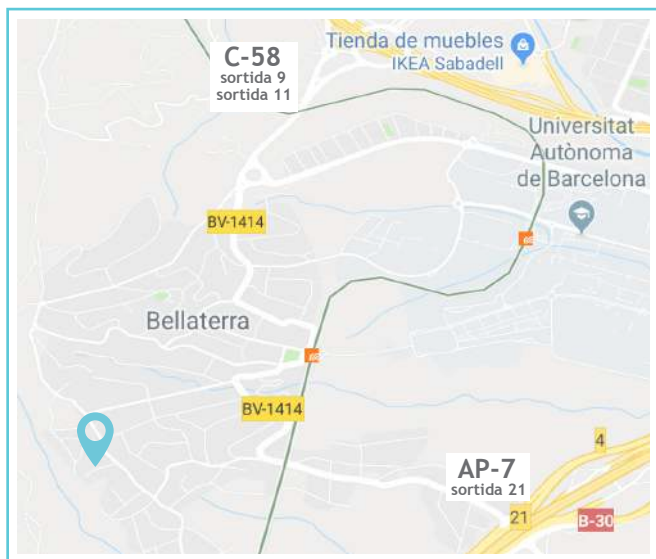 C-58
sortida 9
sortida 11
Tienda de muebles
IKEA Sabadell
Universitat
Autònoma
de Barcelona
BV-1414
Bellaterra
BV-1414
AP-7
sortida 21
4
21
B-30